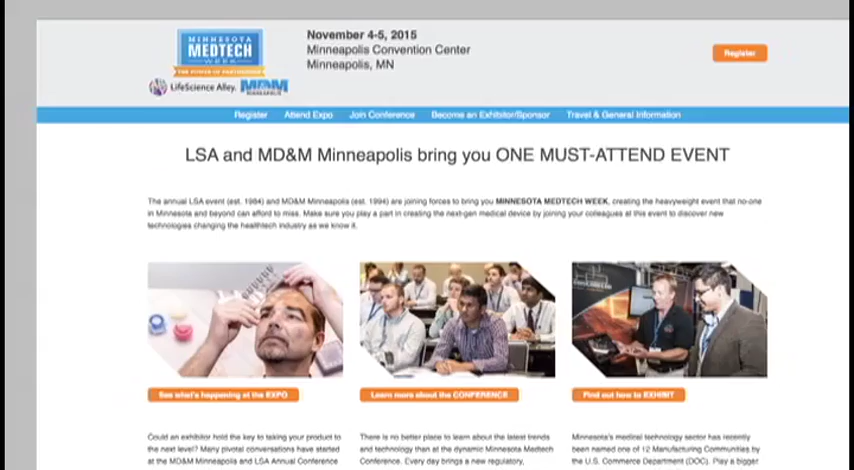 MINNESOTA
MEDTECH
WEEK
THE POWER OF PARTNERSHIP
LifeScience Alley.
MD&M
MINNEAPOLIS
November 4-5, 2015
Minneapolis Convention Center
Minneapolis, MN
Register
Register Attend Expo Join Conference Become an Exhibitor/Sponsor Travel & General Information
LSA and MD&M Minneapolis bring you ONE MUST-ATTEND EVENT
The annual LSA event (est. 1984) and MD&M Minneapolis (est. 1994) are joining forces to bring you MINNESOTA MEDTECH WEEK, creating the heavyweight event that no-one
in Minnesota and beyond can afford to miss. Make sure you play a part in creating the next-gen medical device by joining your colleagues at this event to discover new
technologies changing the healthtech industry as we know it.
See what's happening at the EXPO
Could an exhibitor hold the key to taking your product to
the next level? Many pivotal conversations have started
at the MD&M Minneapolis and LSA Annual Conference
Learn more about the CONFERENCE
There is no better place to learn about the latest trends
and technology than at the dynamic Minnesota Medtech
Conference. Every day brings a new regulatory,
Find out how to EXHIBIT
Minnesota's medical technology sector has recently
been named one of 12 Manufacturing Communities by
the U.S. Commerce Department (DOC). Play a bigger